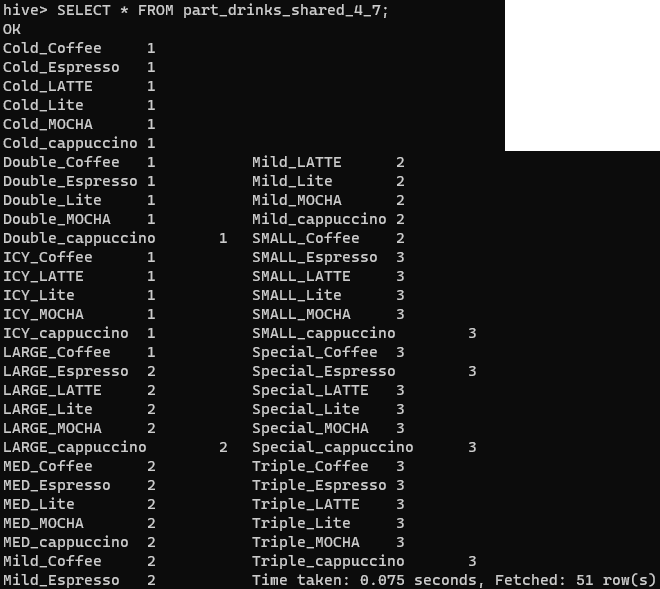 hive> SELECT * FROM part_drinks_shared_4_7;
OK
Cold_Coffee 1
Cold_Espresso 1
Cold_LATTE 1
Cold_Lite 1
Cold_MOCHA 1
Cold_cappuccino 1
Double_Coffee 1
Double_Espresso 1
Double_Lite 1
Double_MOCHA 1
Double_cappuccino 1
ICY_Coffee 1
ICY_LATTE 1
ICY_Lite 1
ICY_MOCHA 1
ICY_cappuccino 1
LARGE_Coffee 1
LARGE_Espresso 2
LARGE_LATTE 2
LARGE_Lite 2
LARGE_MOCHA 2
LARGE_cappuccino 2
MED_Coffee 2
MED_Espresso 2
MED_Lite 2
MED_MOCHA 2
MED_cappuccino 2
Mild_Coffee 2
Mild_Espresso 2
Mild_LATTE 2
Mild_Lite 2
Mild_MOCHA 2
Mild_cappuccino 2
SMALL_Coffee 2
SMALL_Espresso 3
SMALL_LATTE 3
SMALL_Lite 3
SMALL_MOCHA 3
SMALL_cappuccino 3
Special_Coffee 3
Special_Espresso 3
Special_LATTE 3
Special_Lite 3
Special_MOCHA 3
Special_cappuccino 3
Triple_Coffee 3
Triple_Espresso 3
Triple_LATTE 3
Triple_Lite 3
Triple_MOCHA 3
Triple_cappuccino 3
Time taken: 0.075 seconds, Fetched: 51 row(s)